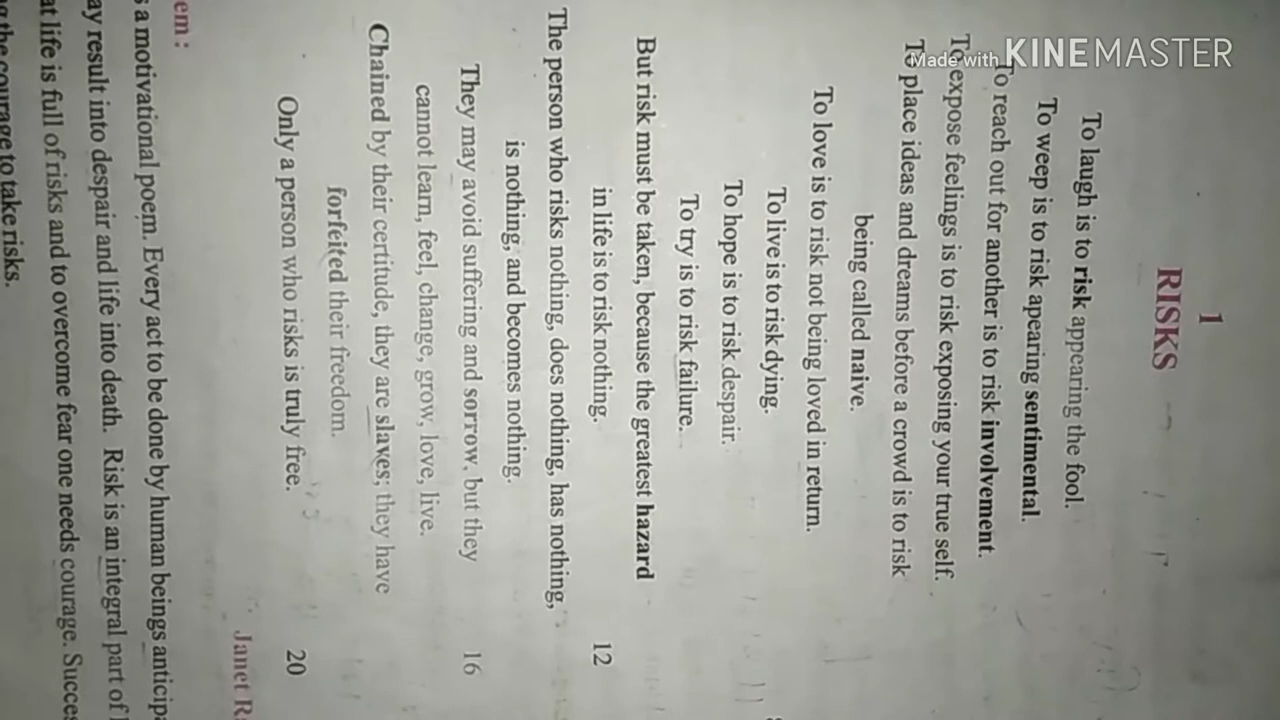 Made with KINEMASTER
1
RISKS
To laugh is to risk appearing the fool.
To weep is to risk apearing sentimental.
To reach out for another is to risk involvement.
To expose feelings is to risk exposing your true self.
To place ideas and dreams before a crowd is to risk
being called naive.
To love is to risk not being loved in return.
To live is to risk dying.
To hope is to risk despair.
To try is to risk failure.
But risk must be taken, because the greatest hazard
in life is to risk nothing. 12
The person who risks nothing, does nothing, has nothing,
is nothing, and becomes nothing.
They may avoid suffering and sorrow, but they 16
cannot learn, feel, change, grow, love, live.
Chained by their certitude, they are slaves; they have
forfeited their freedom.
Only a person who risks is truly free. 20
Janet
em :
a motivational poem. Every act to be done by human beings
result into despair and life into death. Risk is an integral part of
life is full of risks and to overcome fear one needs courage.
the courage to take risks.